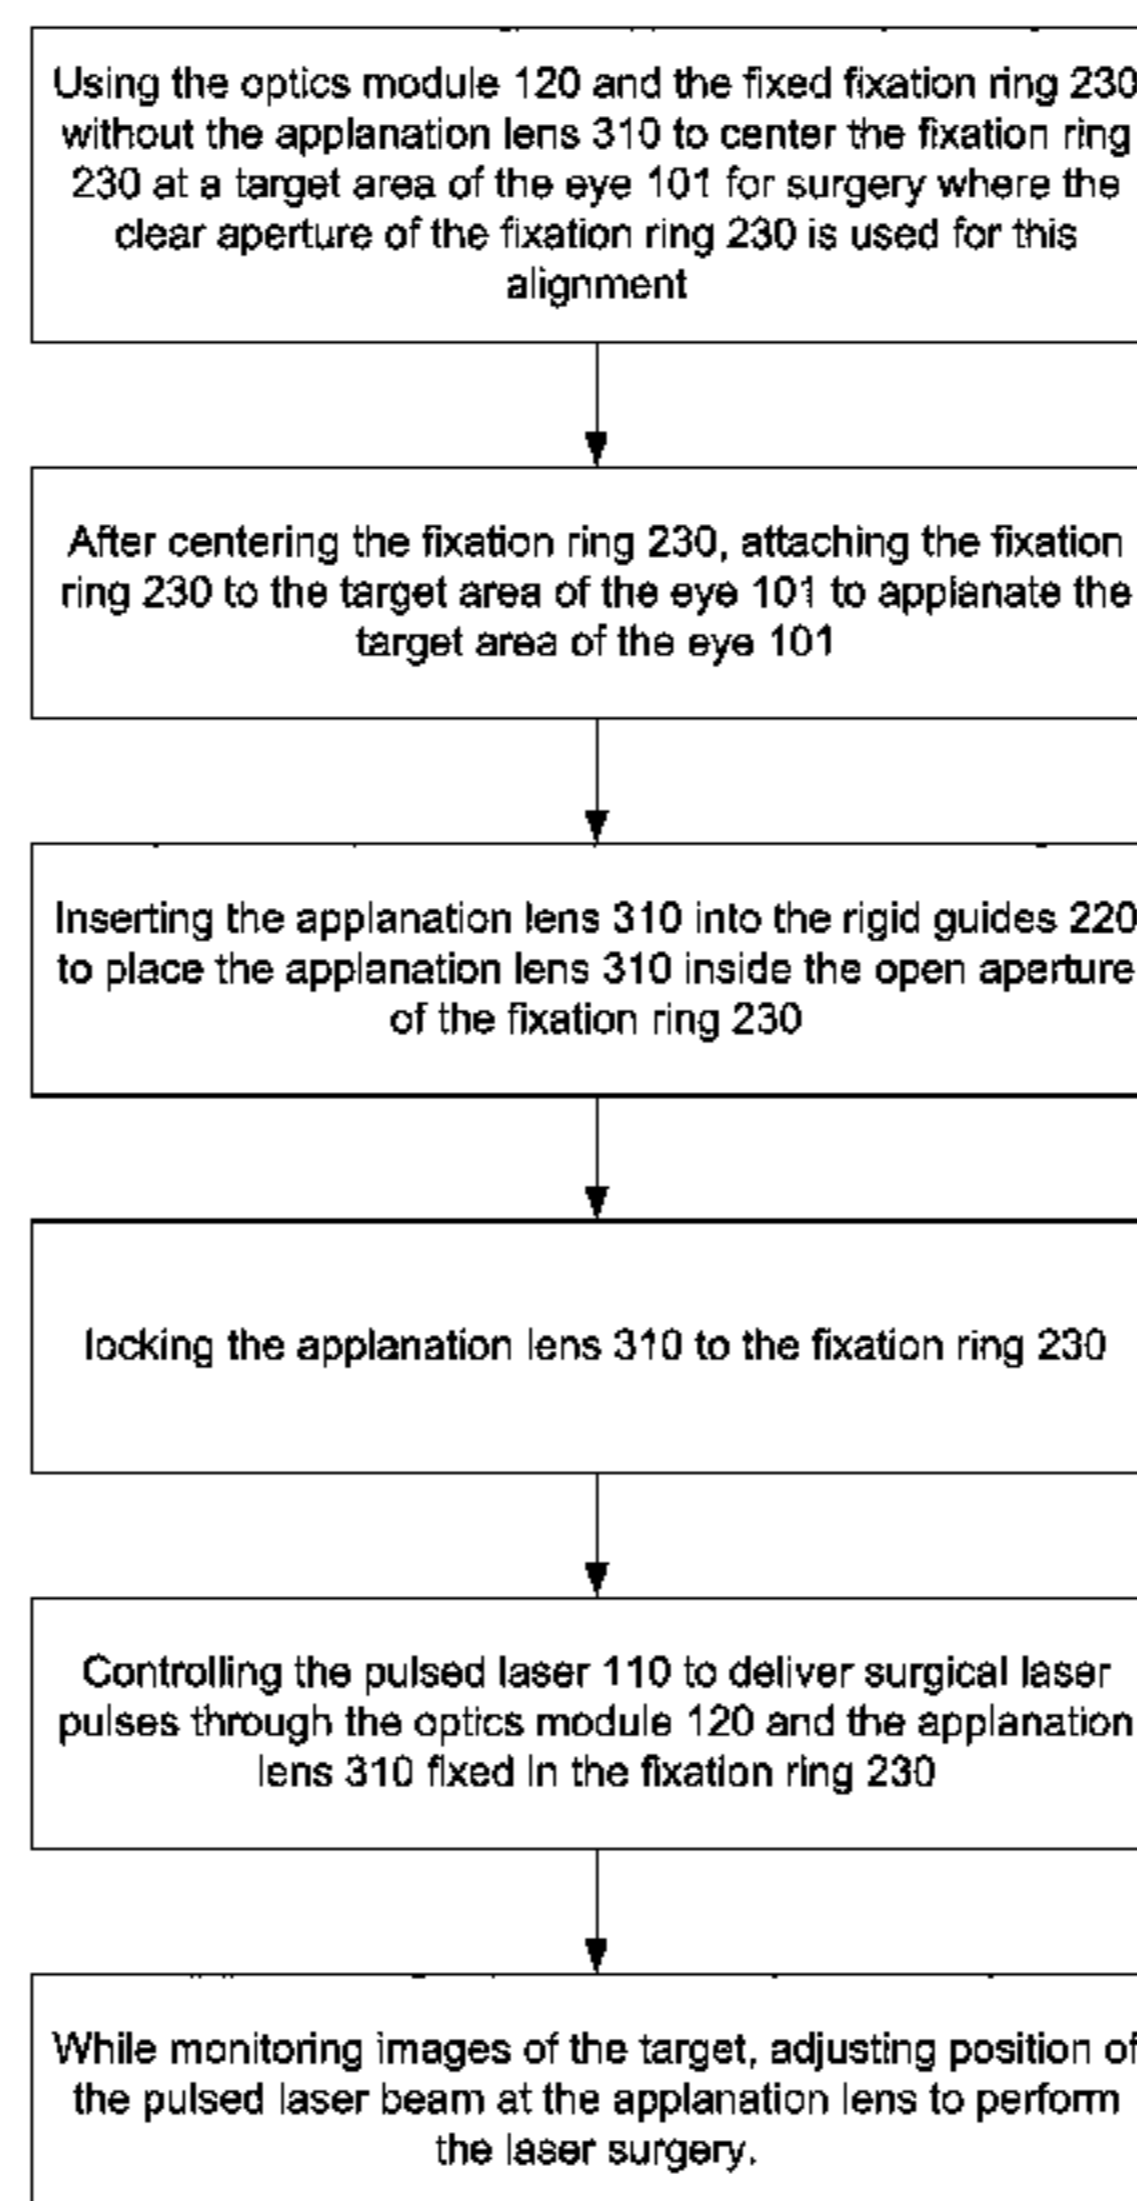 Using the optics module 120 and the fixed fixation ring 230
without the applanation lens 310 to center the fixation ring
230 at a target area of the eye 101 for surgery where the
clear aperture of the fixation ring 230 is used for this
alignment
After centering the fixation ring 230, attaching the fixation
ring 230 to the target area of the eye 101 to applanate the
target area of the eye 101
Inserting the applanation lens 310 into the rigid guides 220
to place the applanation lens 310 inside the open aperture
of the fixation ring 230
locking the applanation lens 310 to the fixation ring 230
Controlling the pulsed laser 110 to deliver surgical laser
pulses through the optics module 120 and the applanation
lens 310 fixed in the fixation ring 230
While monitoring images of the target, adjusting position of
the pulsed laser beam at the applanation lens to perform
the laser surgery.